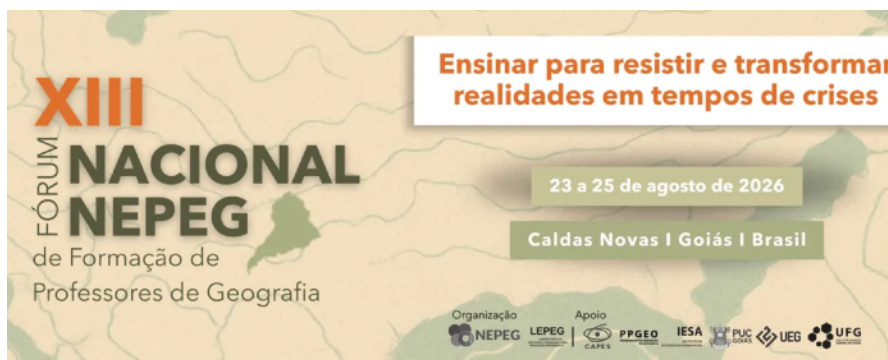 XIII
FÓRUM
NACIONAL
NEPEG
de Formação de
Professores de Geografia
Ensinar para resistir e transformar
realidades em tempos de crises
23 a 25 de agosto de 2026
Caldas Novas I Goiás I Brasil
Organização
NEPEG
LEPEG
Apoio
CAPES
PPGEO
IESA
PUC
GOIÁS
UEG
UFG